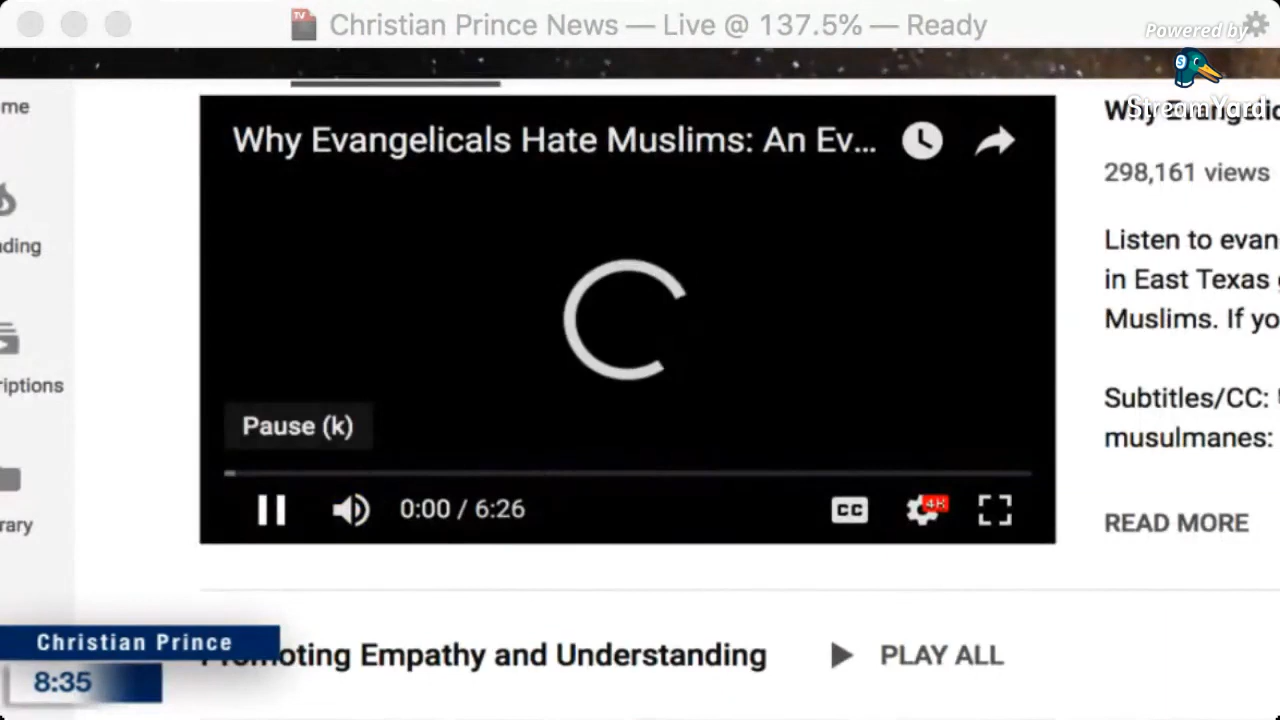 Christian Prince News — Live @ 137.5% — Ready
Powered by
StreamYard
ome
Why Evangelicals Hate Muslims: An Ev...
298,161 views
nding
Listen to evan
in East Texas
Muslims. If you
riptions
Subtitles/CC:
musulmanes:
Pause (k)
0:00 / 6:26
CC
4K
READ MORE
rary
Christian Prince
8:35
Promoting Empathy and Understanding
PLAY ALL